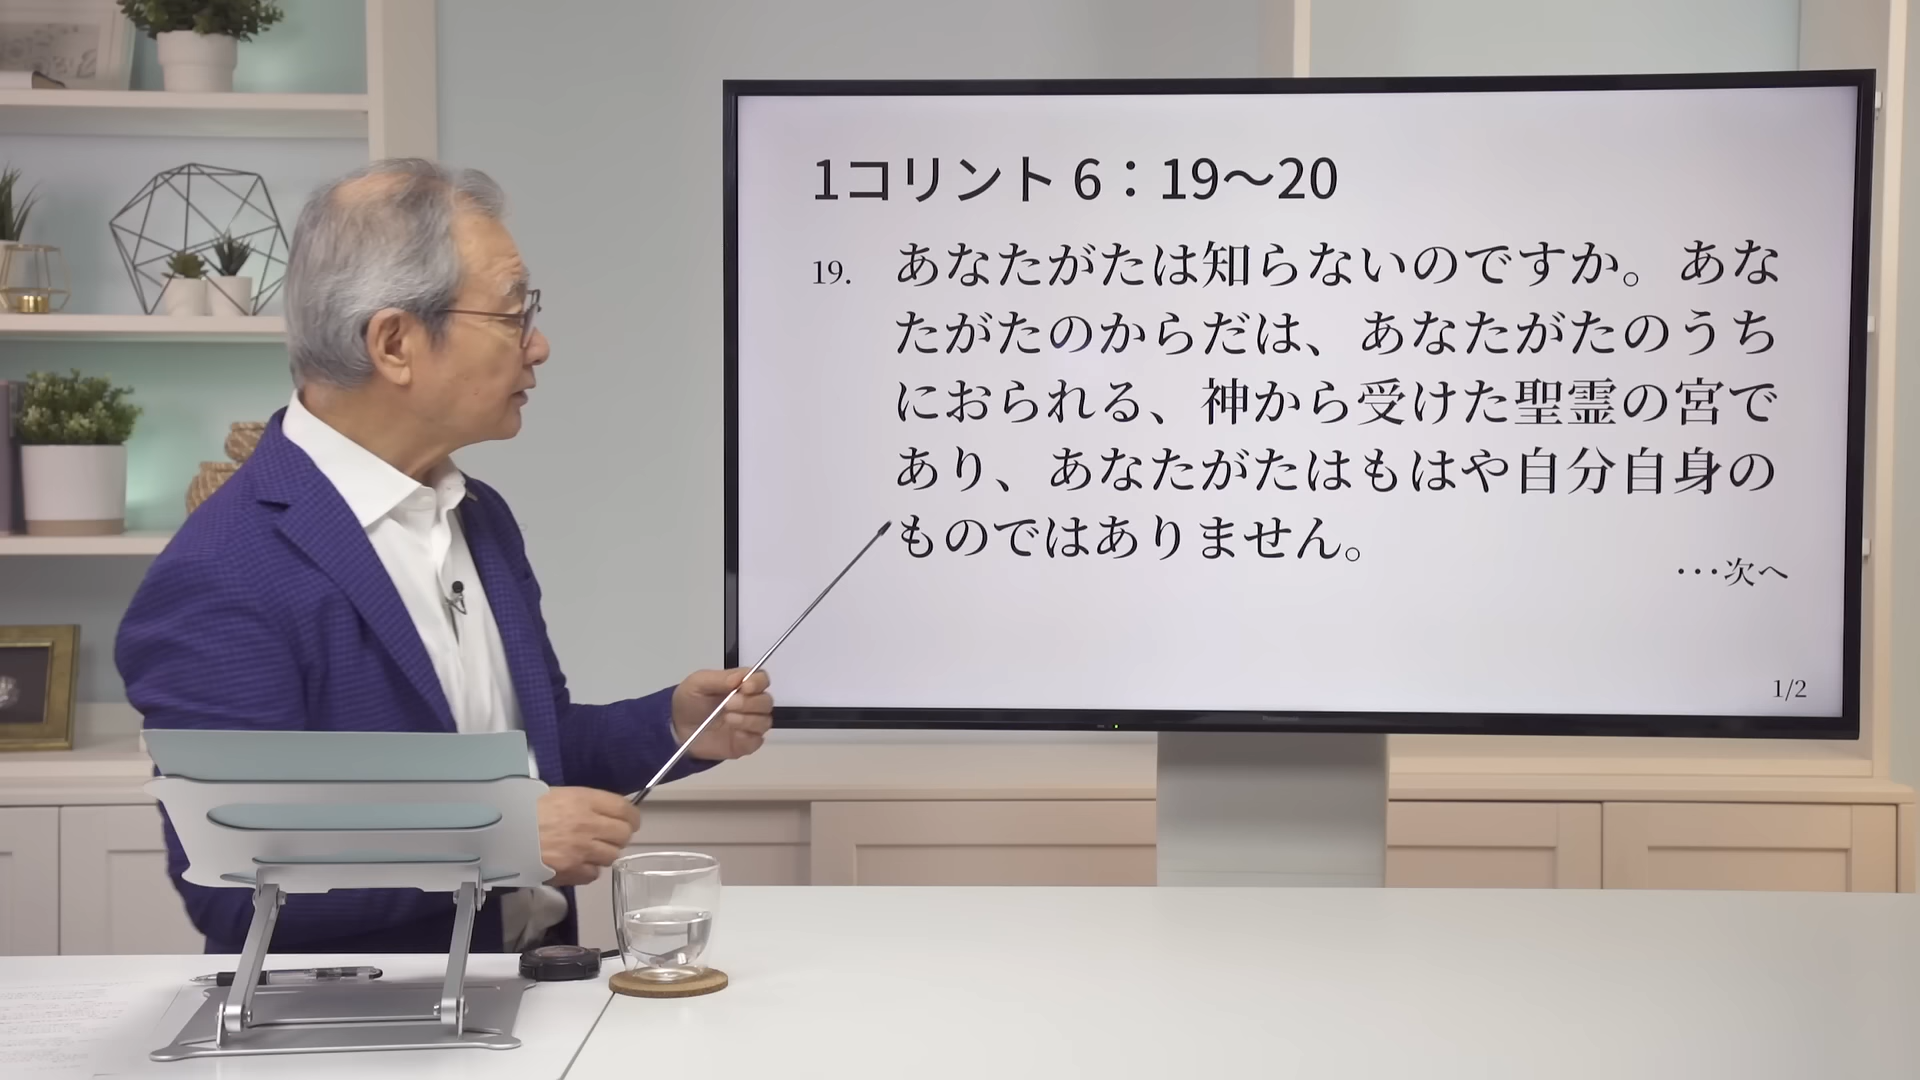 1コリント 6：19～20
19. あなたがたは知らないのですか。あな
たがたのからだは、あなたがたのうち
におられる、神から受けた聖霊の宮で
あり、あなたがたはもはや自分自身の
ものではありません。
…次へ
1/2